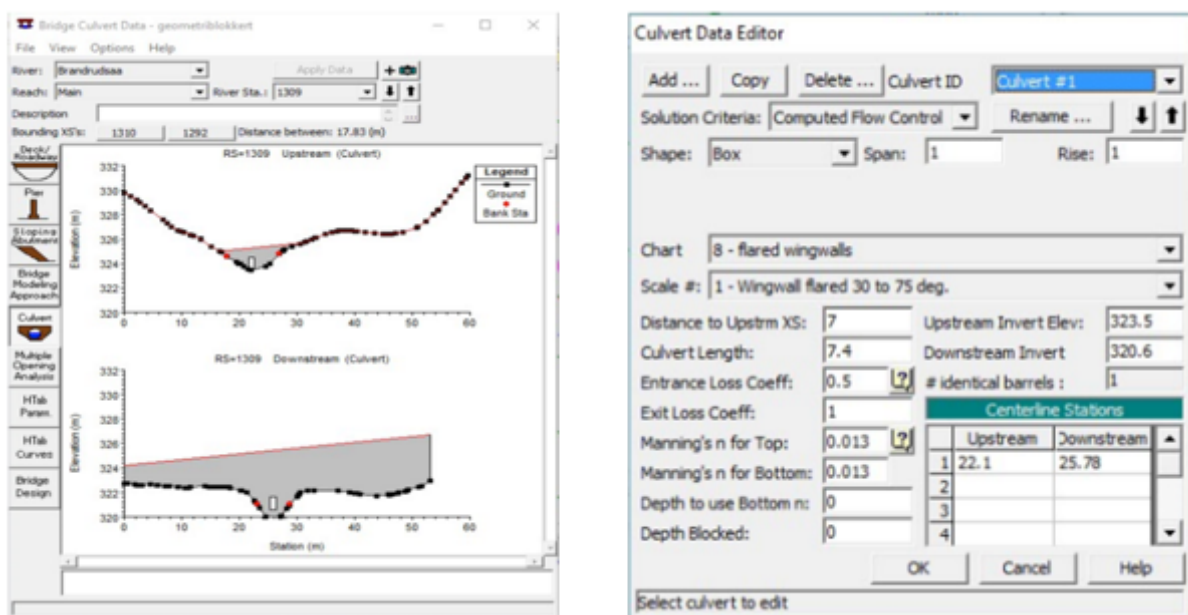 Bridge Culvert Data - geometriblokkert
File View Options Help
River: Brandrudsaa Apply Data
Reach: Main River Sta.: 1309
Description ...
Bounding XS's: 1310 1292 Distance between: 17.83 (m)
Deck/
Roadway
Pier
Sloping
Abutment
Bridge
Modeling
Approach
Culvert
Multiple
Opening
Analysis
HTab
Param.
HTab
Curves
Bridge
Design
RS=1309 Upstream (Culvert)
Elevation (m)
332
330
328
326
324
322
320
0 10 20 30 40 50 60
Legend
Ground
Bank Sta
RS=1309 Downstream (Culvert)
Elevation (m)
332
330
328
326
324
322
320
0 10 20 30 40 50 60
Station (m)
Culvert Data Editor
Add ... Copy Delete ... Culvert ID Culvert #1
Solution Criteria: Computed Flow Control Rename ...
Shape: Box Span: 1 Rise: 1
Chart 8 - flared wingwalls
Scale #: 1 - Wingwall flared 30 to 75 deg.
Distance to Upstrm XS: 7 Upstream Invert Elev: 323.5
Culvert Length: 7.4 Downstream Invert 320.6
Entrance Loss Coeff: 0.5 ? # identical barrels : 1
Exit Loss Coeff: 1 Centerline Stations
Manning's n for Top: 0.013 ? Upstream Downstream
Manning's n for Bottom: 0.013 1 22.1 25.78
Depth to use Bottom n: 0 2
3
Depth Blocked: 0 4
OK Cancel Help
Select culvert to edit